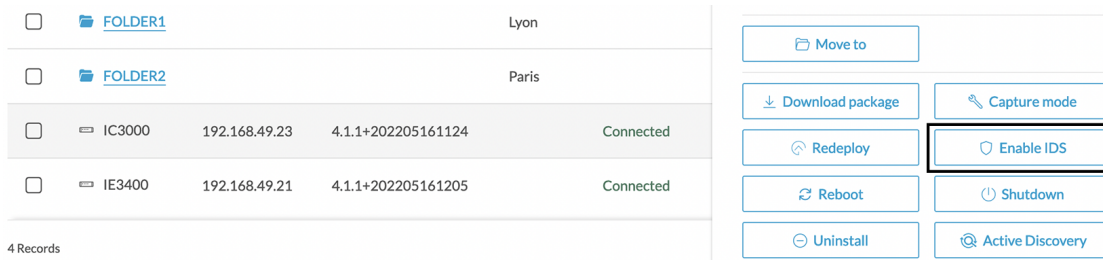 FOLDER1 Lyon
FOLDER2 Paris
IC3000 192.168.49.23 4.1.1+202205161124 Connected
IE3400 192.168.49.21 4.1.1+202205161205 Connected
4 Records
Move to
Download package Capture mode
Redeploy Enable IDS
Reboot Shutdown
Uninstall Active Discovery